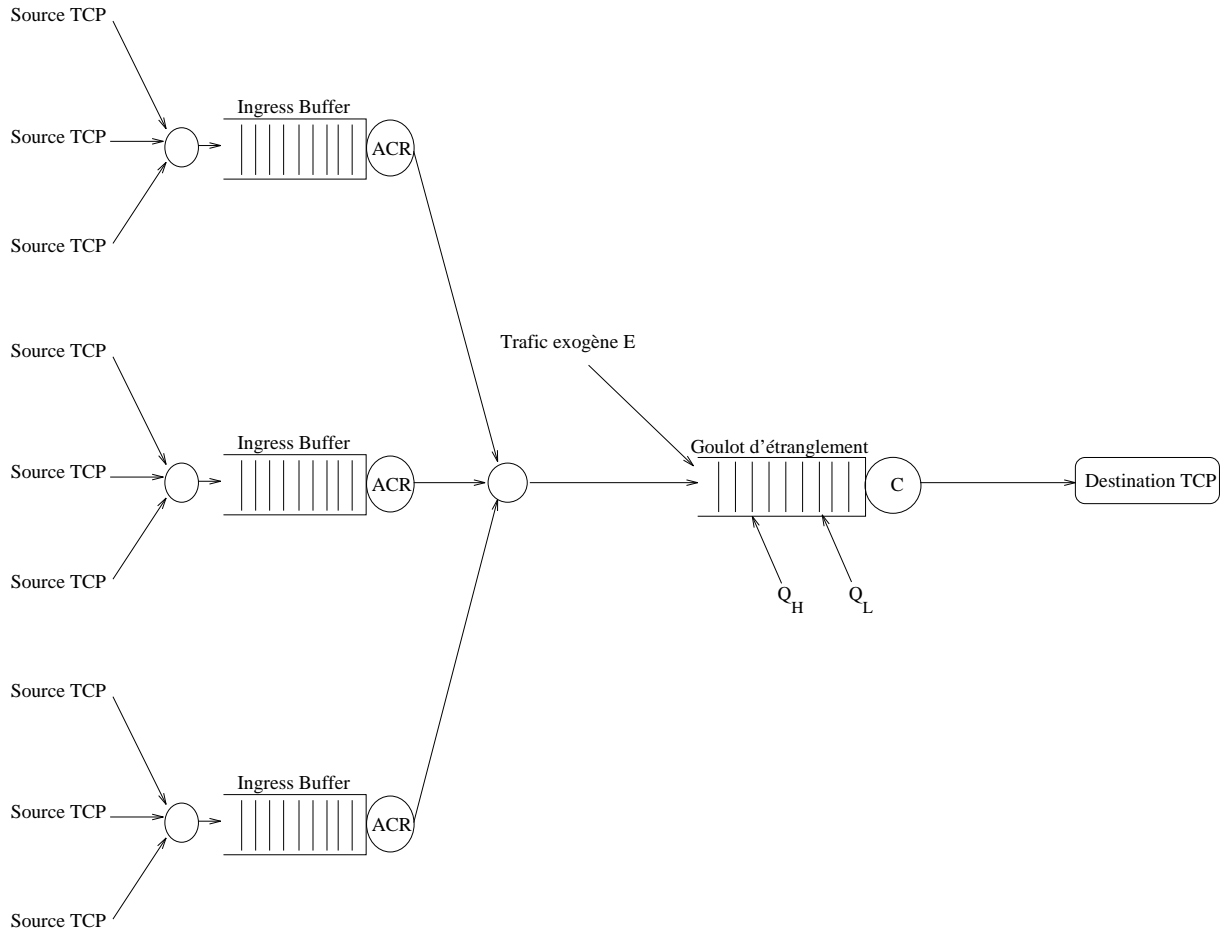 Source TCP
Ingress Buffer
Source TCP
ACR
Source TCP
Trafic exogène E
Source TCP
Ingress Buffer
Goulot d'étranglement
Source TCP
ACR
C
Destination TCP
Source TCP
Q_H
Q_L
Source TCP
Ingress Buffer
Source TCP
ACR
Source TCP